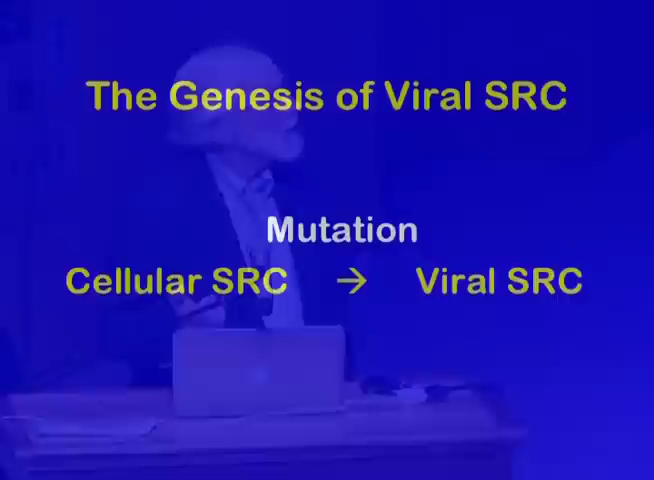 The Genesis of Viral SRC
Mutation
Cellular SRC → Viral SRC